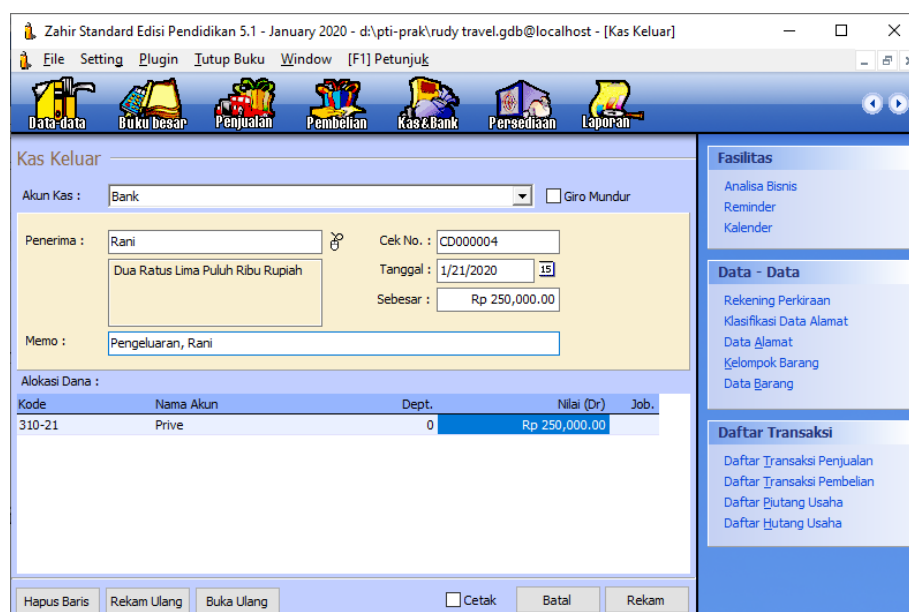 Zahir Standard Edisi Pendidikan 5.1 - January 2020 - d:\pti-prak\rudy travel.gdb@localhost - [Kas Keluar]
File Setting Plugin Tutup Buku Window [F1] Petunjuk
Data-data Buku besar Penjualan Pembelian Kas&Bank Persediaan Laporan
Kas Keluar
Akun Kas : Bank Giro Mundur
Penerima : Rani Cek No. : CD000004
Dua Ratus Lima Puluh Ribu Rupiah Tanggal : 1/21/2020 15
Sebesar : Rp 250,000.00
Memo : Pengeluaran, Rani
Alokasi Dana :
Kode Nama Akun Dept. Nilai (Dr) Job.
310-21 Prive 0 Rp 250,000.00
Hapus Baris Rekam Ulang Buka Ulang Cetak Batal Rekam
Fasilitas
Analisa Bisnis
Reminder
Kalender
Data - Data
Rekening Perkiraan
Klasifikasi Data Alamat
Data Alamat
Kelompok Barang
Data Barang
Daftar Transaksi
Daftar Transaksi Penjualan
Daftar Transaksi Pembelian
Daftar Piutang Usaha
Daftar Hutang Usaha